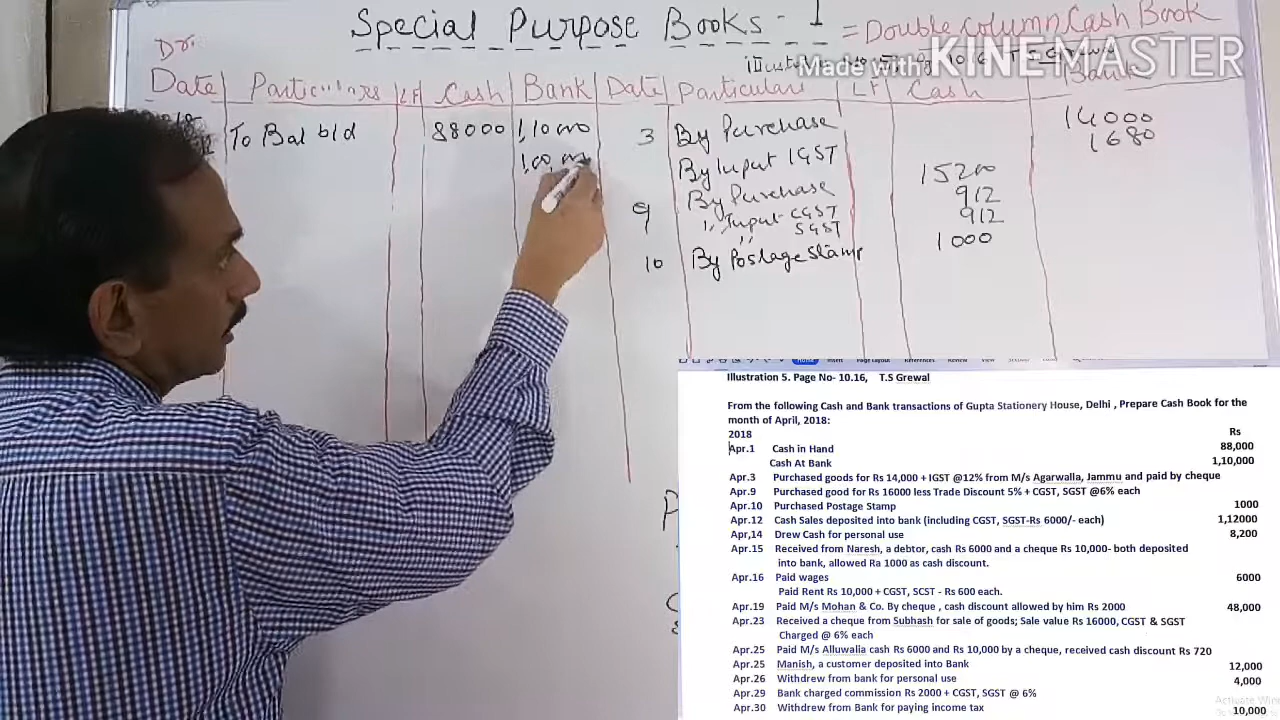 Special Purpose Books - I = Double Column Cash Book
Made with KINEMASTER
Dr.
Date Particulars LF Cash Bank Date Particulars LF Cash Bank
To Bal b/d 88000 1,10000 3 By Purchase 14000
1,00,000 By Input IGST 1680
9 By Purchase 15200
" Input CGST 912
" SGST 912
10 By Postage Stamp 1000
Illustration 5. Page No- 10.16, T.S Grewal
From the following Cash and Bank transactions of Gupta Stationery House, Delhi , Prepare Cash Book for the
month of April, 2018:
2018 Rs
Apr.1 Cash in Hand 88,000
Cash At Bank 1,10,000
Apr.3 Purchased goods for Rs 14,000 + IGST @12% from M/s Agarwalla, Jammu and paid by cheque
Apr.9 Purchased good for Rs 16000 less Trade Discount 5% + CGST, SGST @6% each
Apr.10 Purchased Postage Stamp 1000
Apr.12 Cash Sales deposited into bank (including CGST, SGST-Rs 6000/- each) 1,12000
Apr,14 Drew Cash for personal use 8,200
Apr.15 Received from Naresh, a debtor, cash Rs 6000 and a cheque Rs 10,000- both deposited
into bank, allowed Ra 1000 as cash discount.
Apr.16 Paid wages 6000
Paid Rent Rs 10,000 + CGST, SCST - Rs 600 each.
Apr.19 Paid M/s Mohan & Co. By cheque , cash discount allowed by him Rs 2000 48,000
Apr.23 Received a cheque from Subhash for sale of goods; Sale value Rs 16000, CGST & SGST
Charged @ 6% each
Apr.25 Paid M/s Alluwalia cash Rs 6000 and Rs 10,000 by a cheque, received cash discount Rs 720
Apr.25 Manish, a customer deposited into Bank 12,000
Apr.26 Withdrew from bank for personal use 4,000
Apr.29 Bank charged commission Rs 2000 + CGST, SGST @ 6%
Apr.30 Withdrew from Bank for paying income tax 10,000